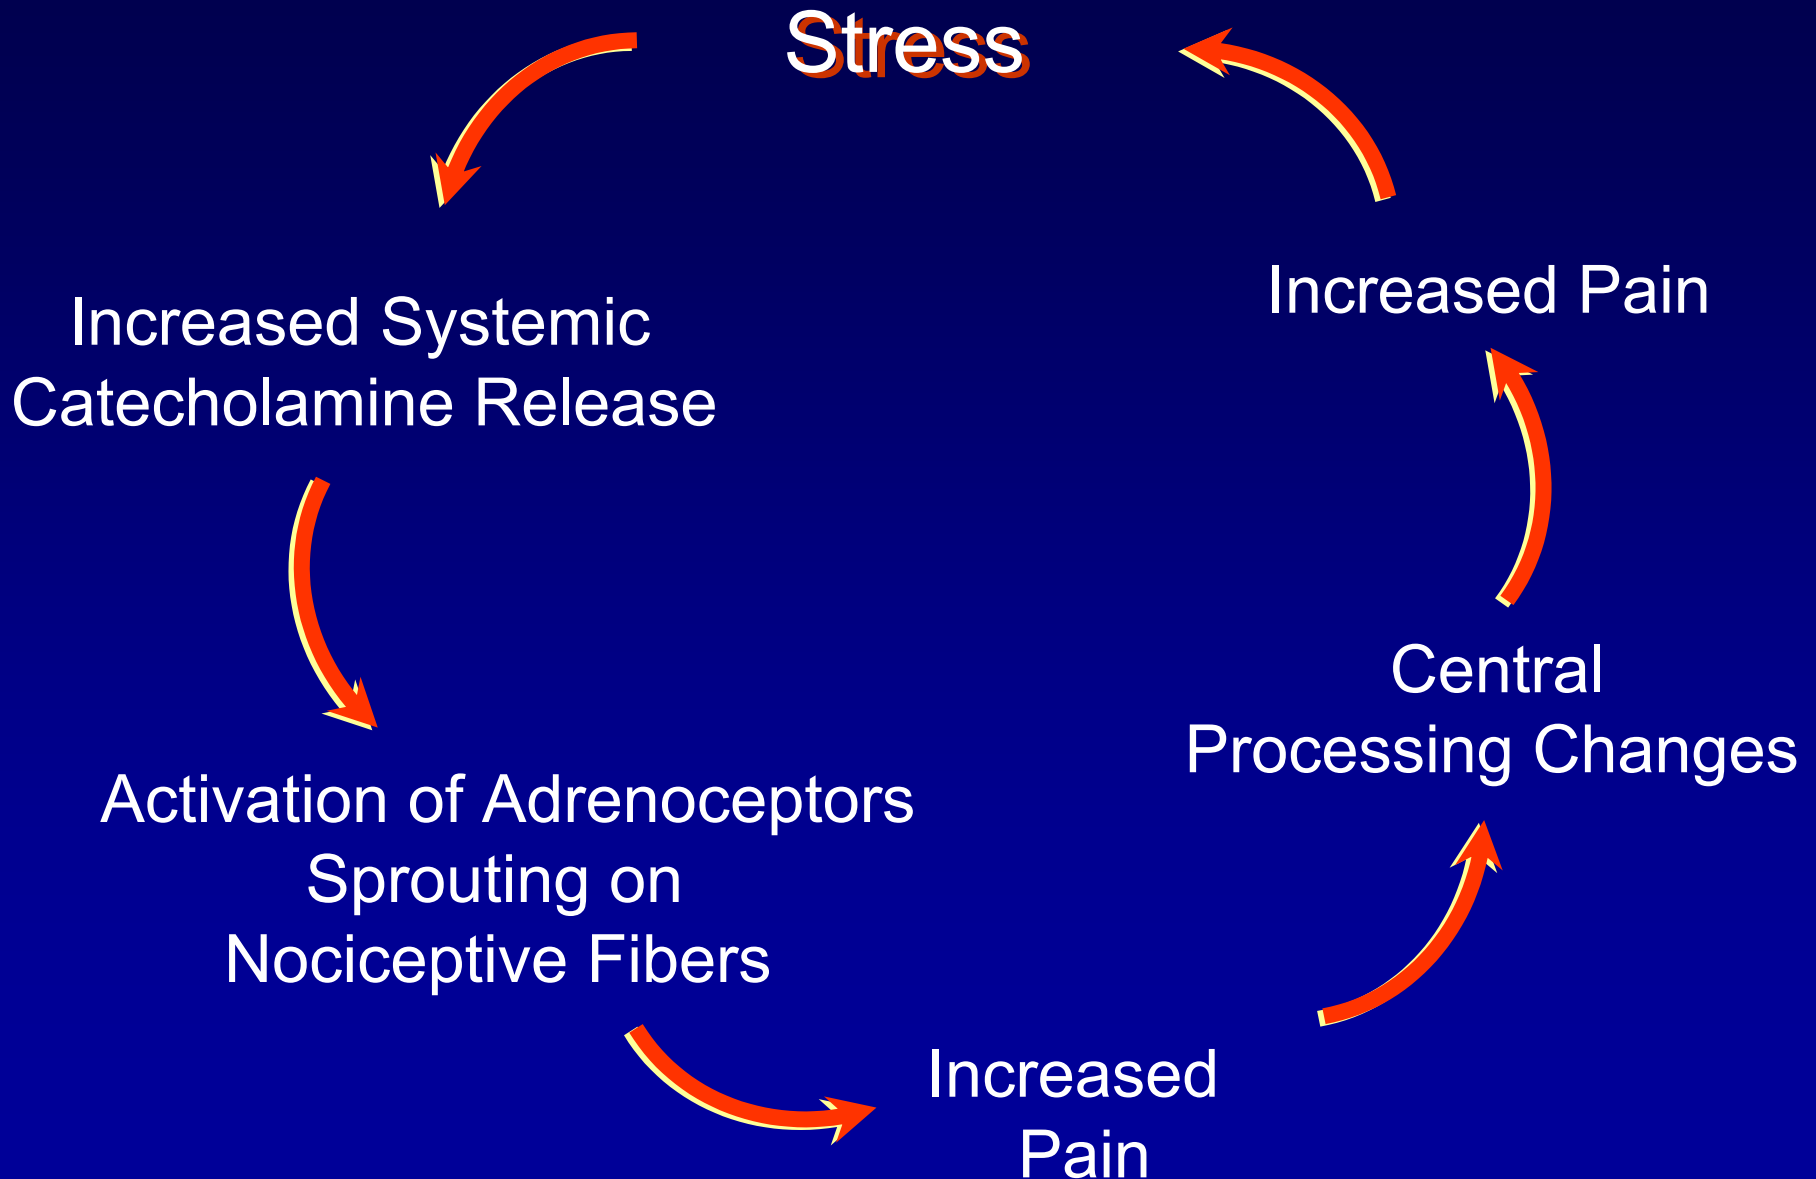 Stress
Increased Systemic
Catecholamine Release
Activation of Adrenoceptors
Sprouting on
Nociceptive Fibers
Increased
Pain
Central
Processing Changes
Increased Pain